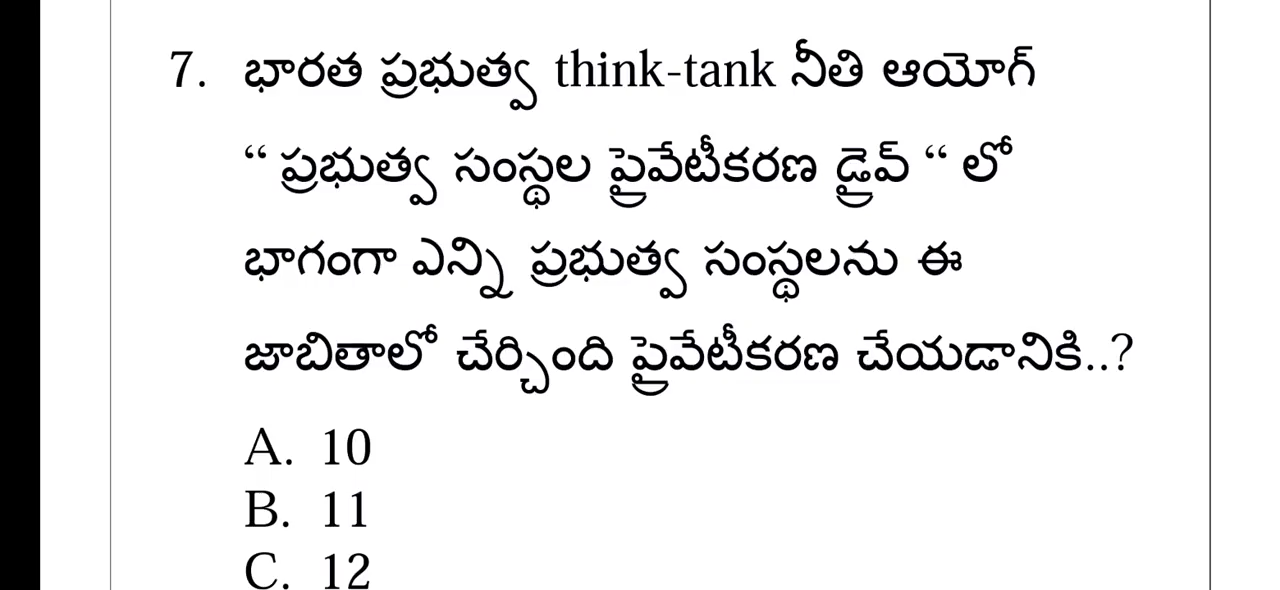 7. భారత ప్రభుత్వ think-tank నీతి ఆయోగ్
“ ప్రభుత్వ సంస్థల ప్రైవేటీకరణ డ్రైవ్ “ లో
భాగంగా ఎన్ని ప్రభుత్వ సంస్థలను ఈ
జాబితాలో చేర్చింది ప్రైవేటీకరణ చేయడానికి..?
A. 10
B. 11
C. 12